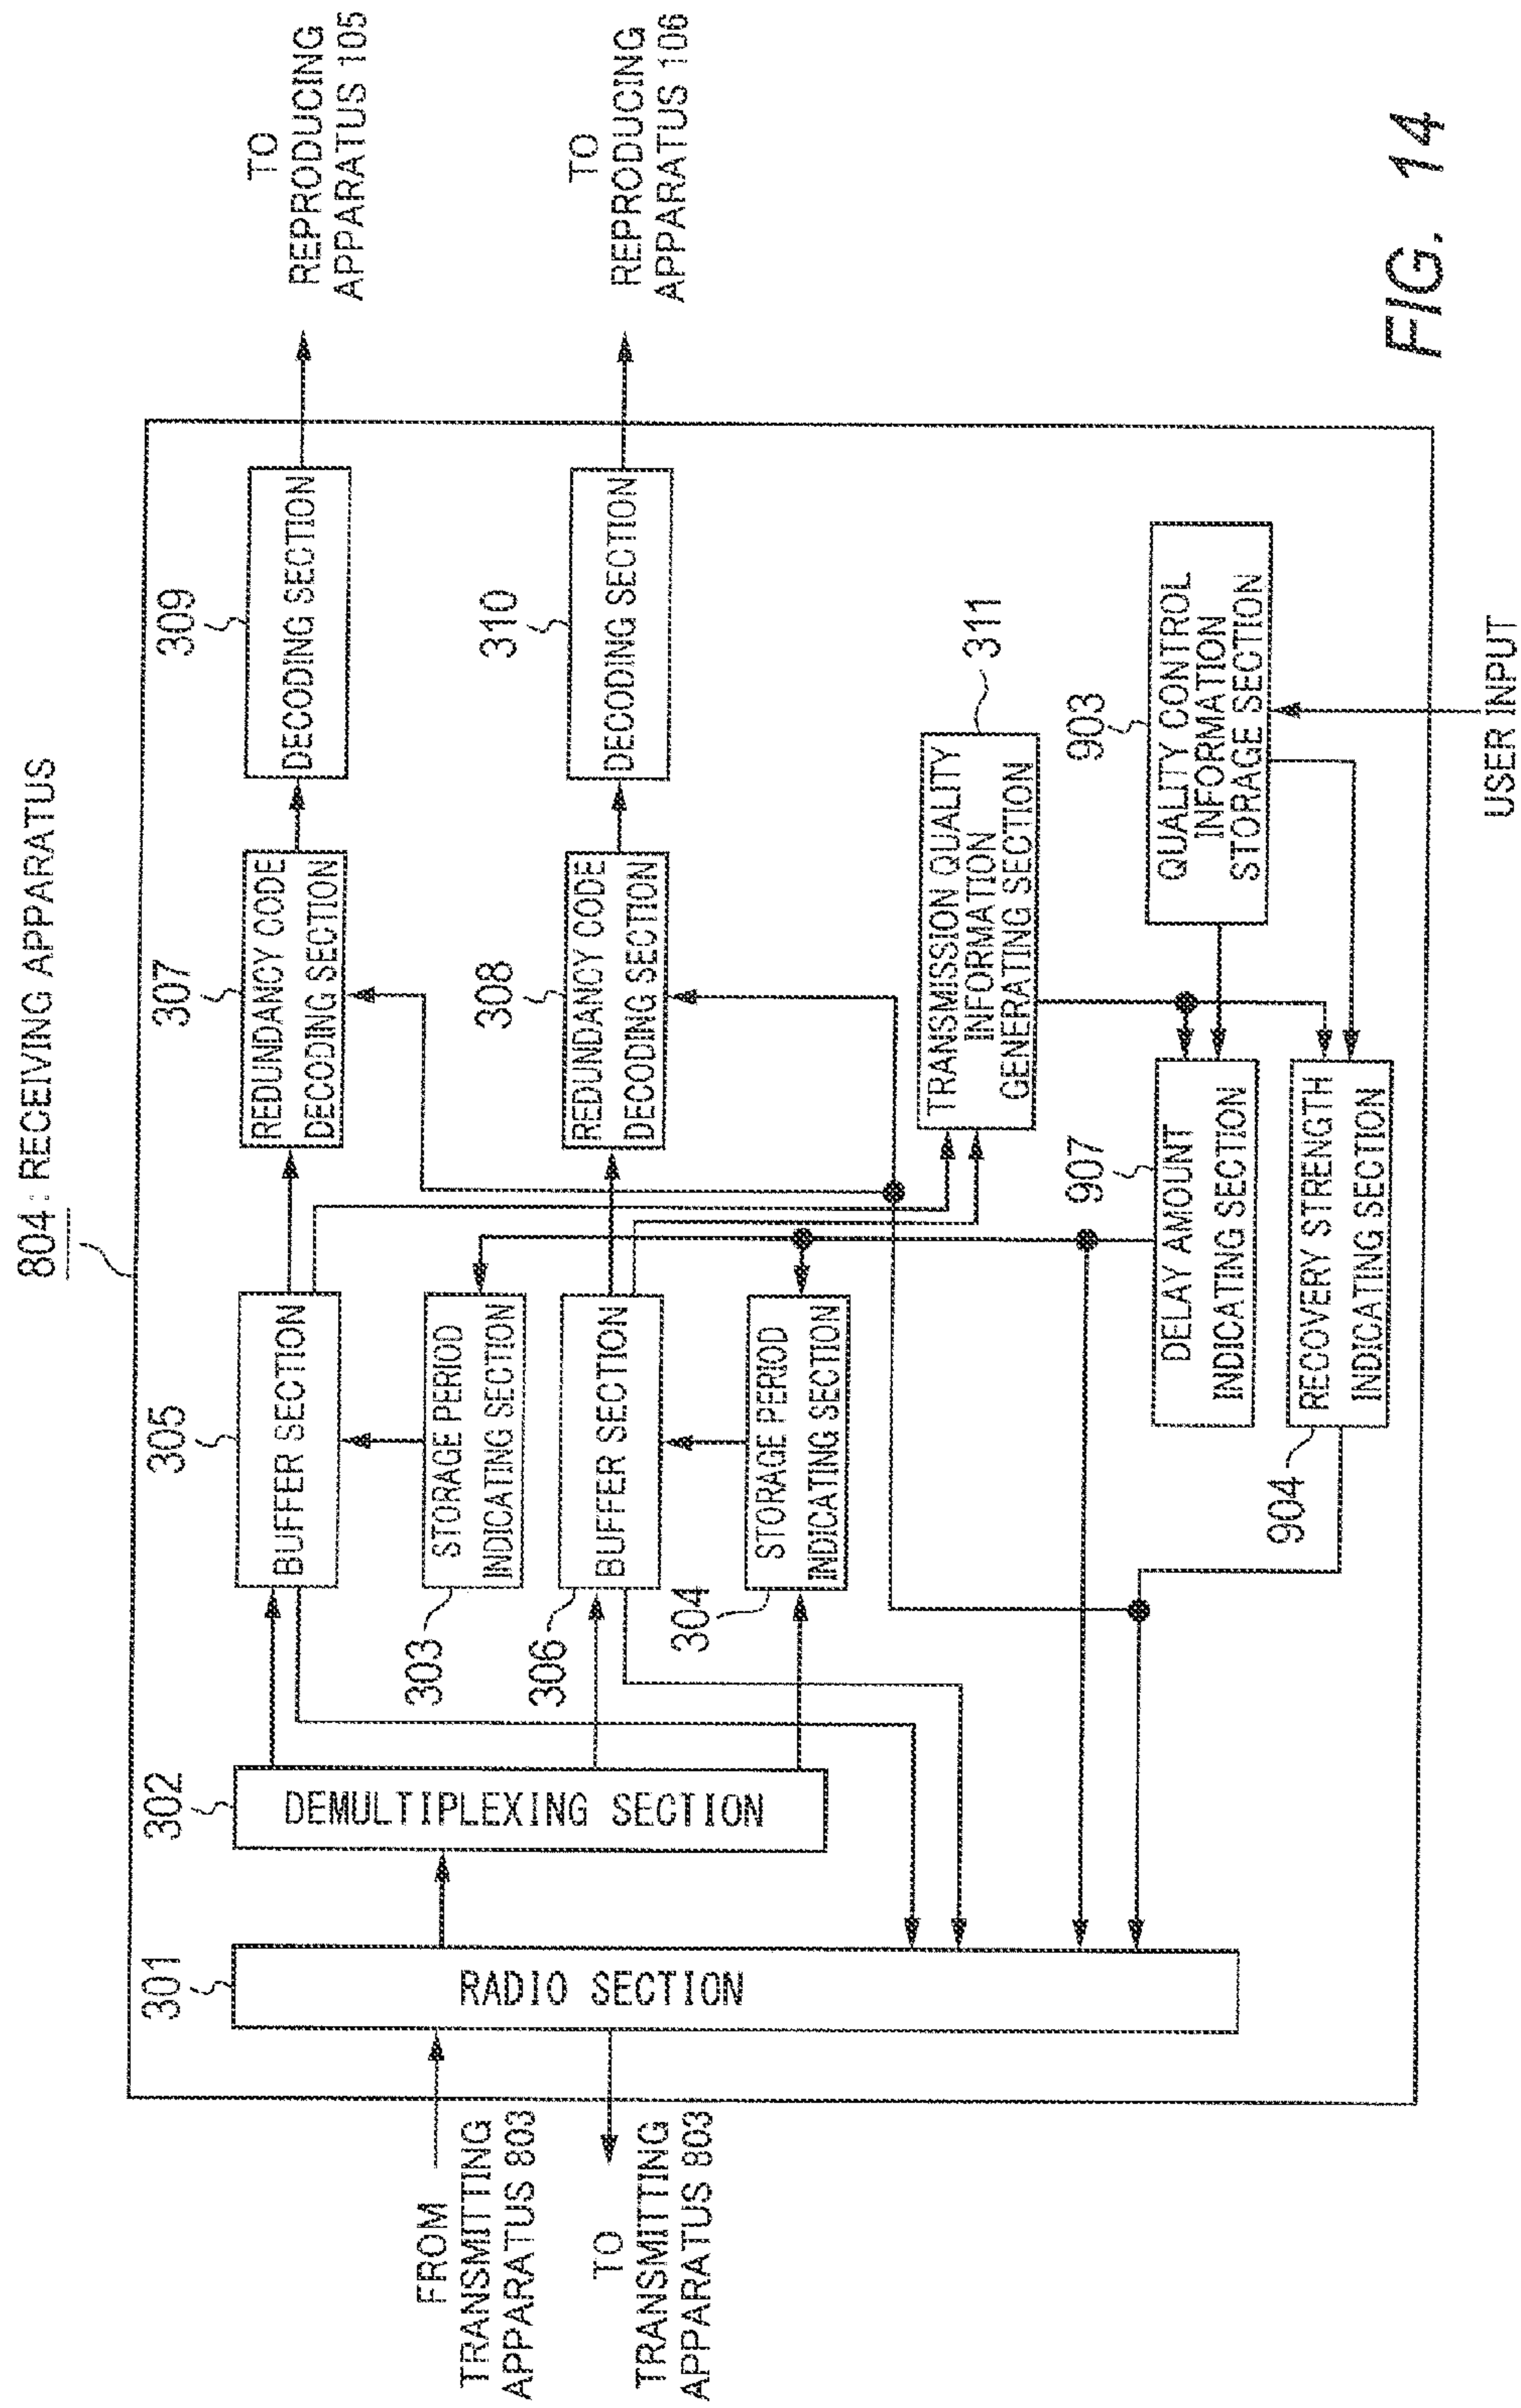 804: RECEIVING APPARATUS
301
RADIO SECTION
302
DEMULTIPLEXING SECTION
305
BUFFER SECTION
307
REDUNDANCY CODE
DECODING SECTION
309
DECODING SECTION
TO
REPRODUCING
APPARATUS 105
303
STORAGE PERIOD
INDICATING SECTION
306
BUFFER SECTION
308
REDUNDANCY CODE
DECODING SECTION
310
DECODING SECTION
TO
REPRODUCING
APPARATUS 106
FROM
TRANSMITTING
APPARATUS 803
TO
TRANSMITTING
APPARATUS 803
304
STORAGE PERIOD
INDICATING SECTION
311
TRANSMISSION QUALITY
INFORMATION
GENERATING SECTION
907
DELAY AMOUNT
INDICATING SECTION
903
QUALITY CONTROL
INFORMATION
STORAGE SECTION
904
RECOVERY STRENGTH
INDICATING SECTION
USER INPUT
FIG. 14